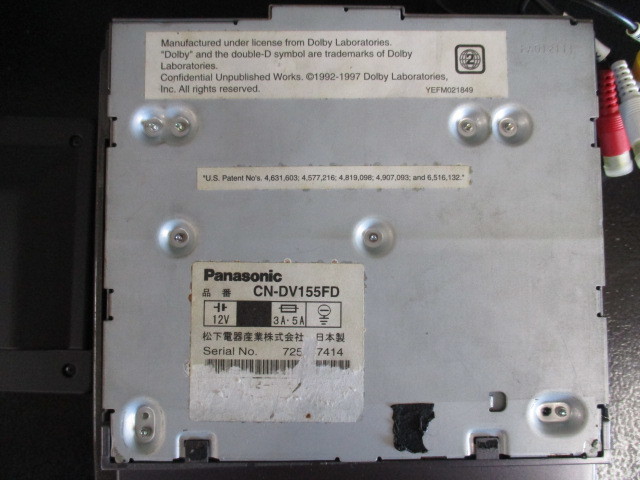 Manufactured under license from Dolby Laboratories.
"Dolby" and the double-D symbol are trademarks of Dolby
Laboratories.
Confidential Unpublished Works. ©1992-1997 Dolby Laboratories,
Inc. All rights reserved.
2
YEFM021849
"U.S. Patent No's. 4,631,603; 4,577,216; 4,819,098; 4,907,093; and 6,516,132."
Panasonic
品 番 CN-DV155FD
12V 3A·5A
松下電器産業株式会社 日本製
Serial No. 725 7414